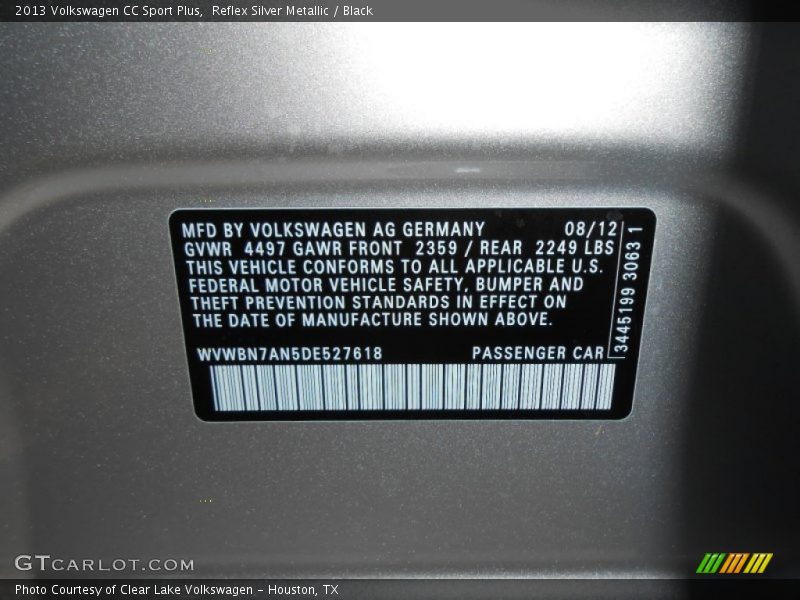 2013 Volkswagen CC Sport Plus,  Reflex Silver Metallic / Black
MFD BY VOLKSWAGEN AG GERMANY 08/12
GVWR 4497 GAWR FRONT 2359 / REAR 2249 LBS
THIS VEHICLE CONFORMS TO ALL APPLICABLE U.S.
FEDERAL MOTOR VEHICLE SAFETY, BUMPER AND
THEFT PREVENTION STANDARDS IN EFFECT ON
THE DATE OF MANUFACTURE SHOWN ABOVE.
WVWBN7AN5DE527618 PASSENGER CAR
3445199 3063 1
GTCARLOT.COM
Photo Courtesy of Clear Lake Volkswagen – Houston, TX